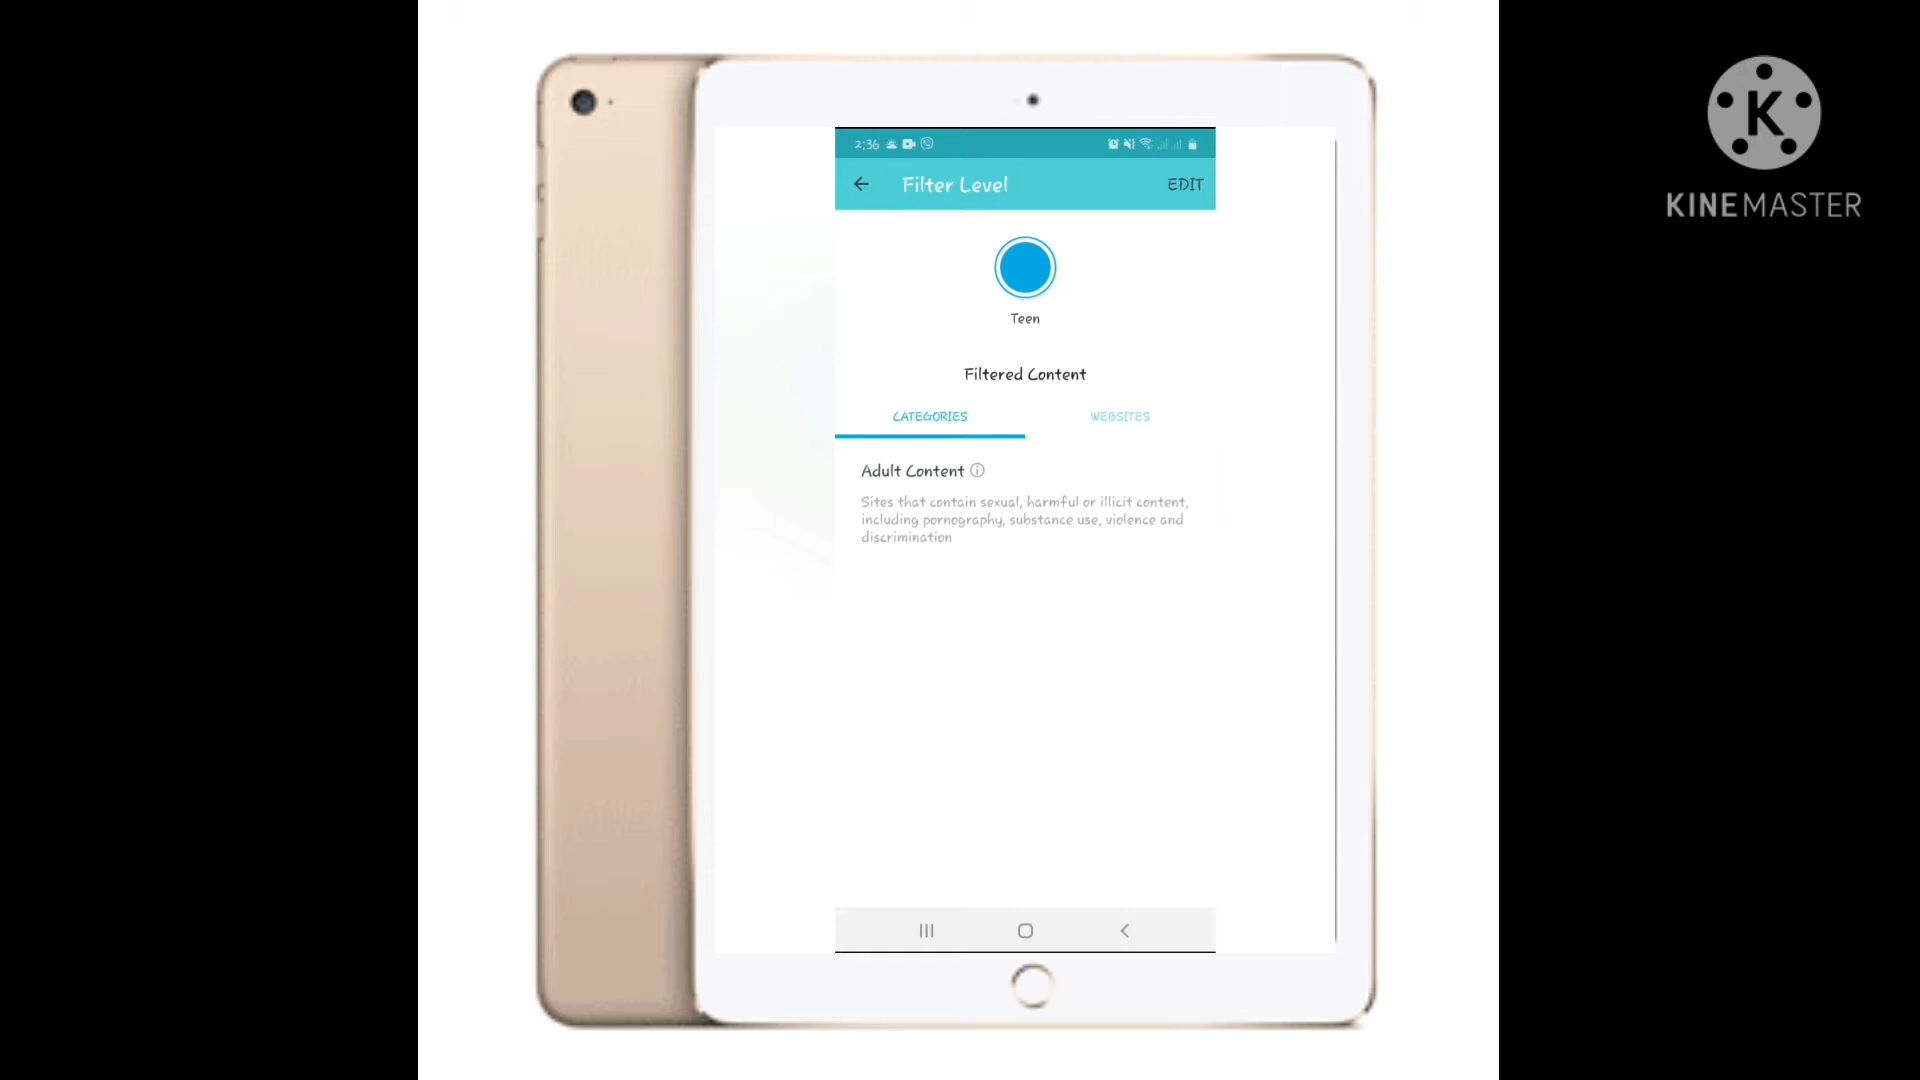 2:36
Filter Level
EDIT
Teen
Filtered Content
CATEGORIES
WEBSITES
Adult Content
Sites that contain sexual, harmful or illicit content,
including pornography, substance use, violence and
discrimination
K
KINEMASTER